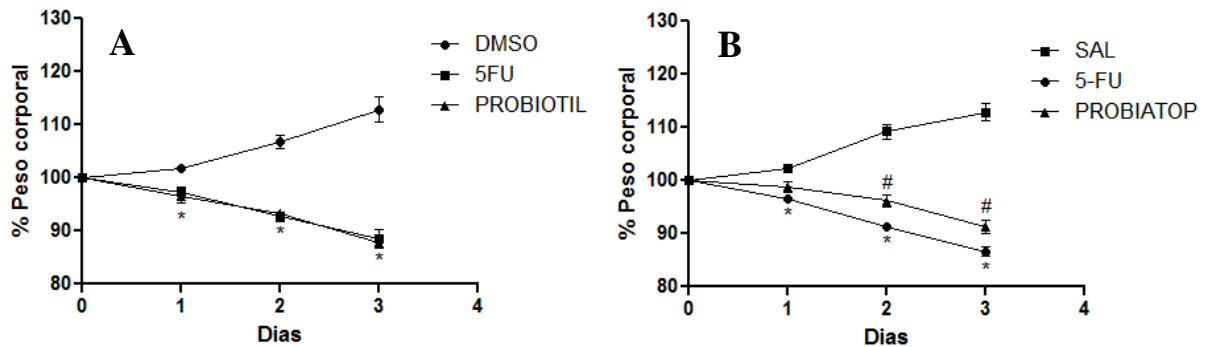 A
% Peso corporal
130
120
110
100
90
80
0
1
2
3
4
Dias
DMSO
5FU
PROBIOTIL
*
*
*
B
% Peso corporal
130
120
110
100
90
80
0
1
2
3
4
Dias
SAL
5-FU
PROBIATOP
#
#
*
*
*